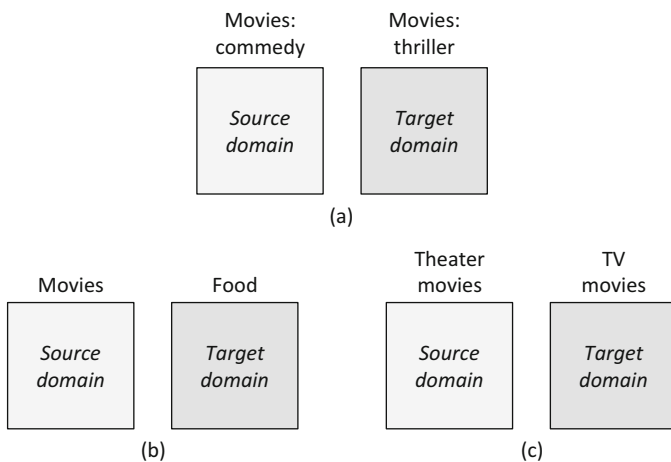 Movies:
commedy
Movies:
thriller
Source
domain
Target
domain
(a)
Movies
Food
Source
domain
Target
domain
(b)
Theater
movies
TV
movies
Source
domain
Target
domain
(c)